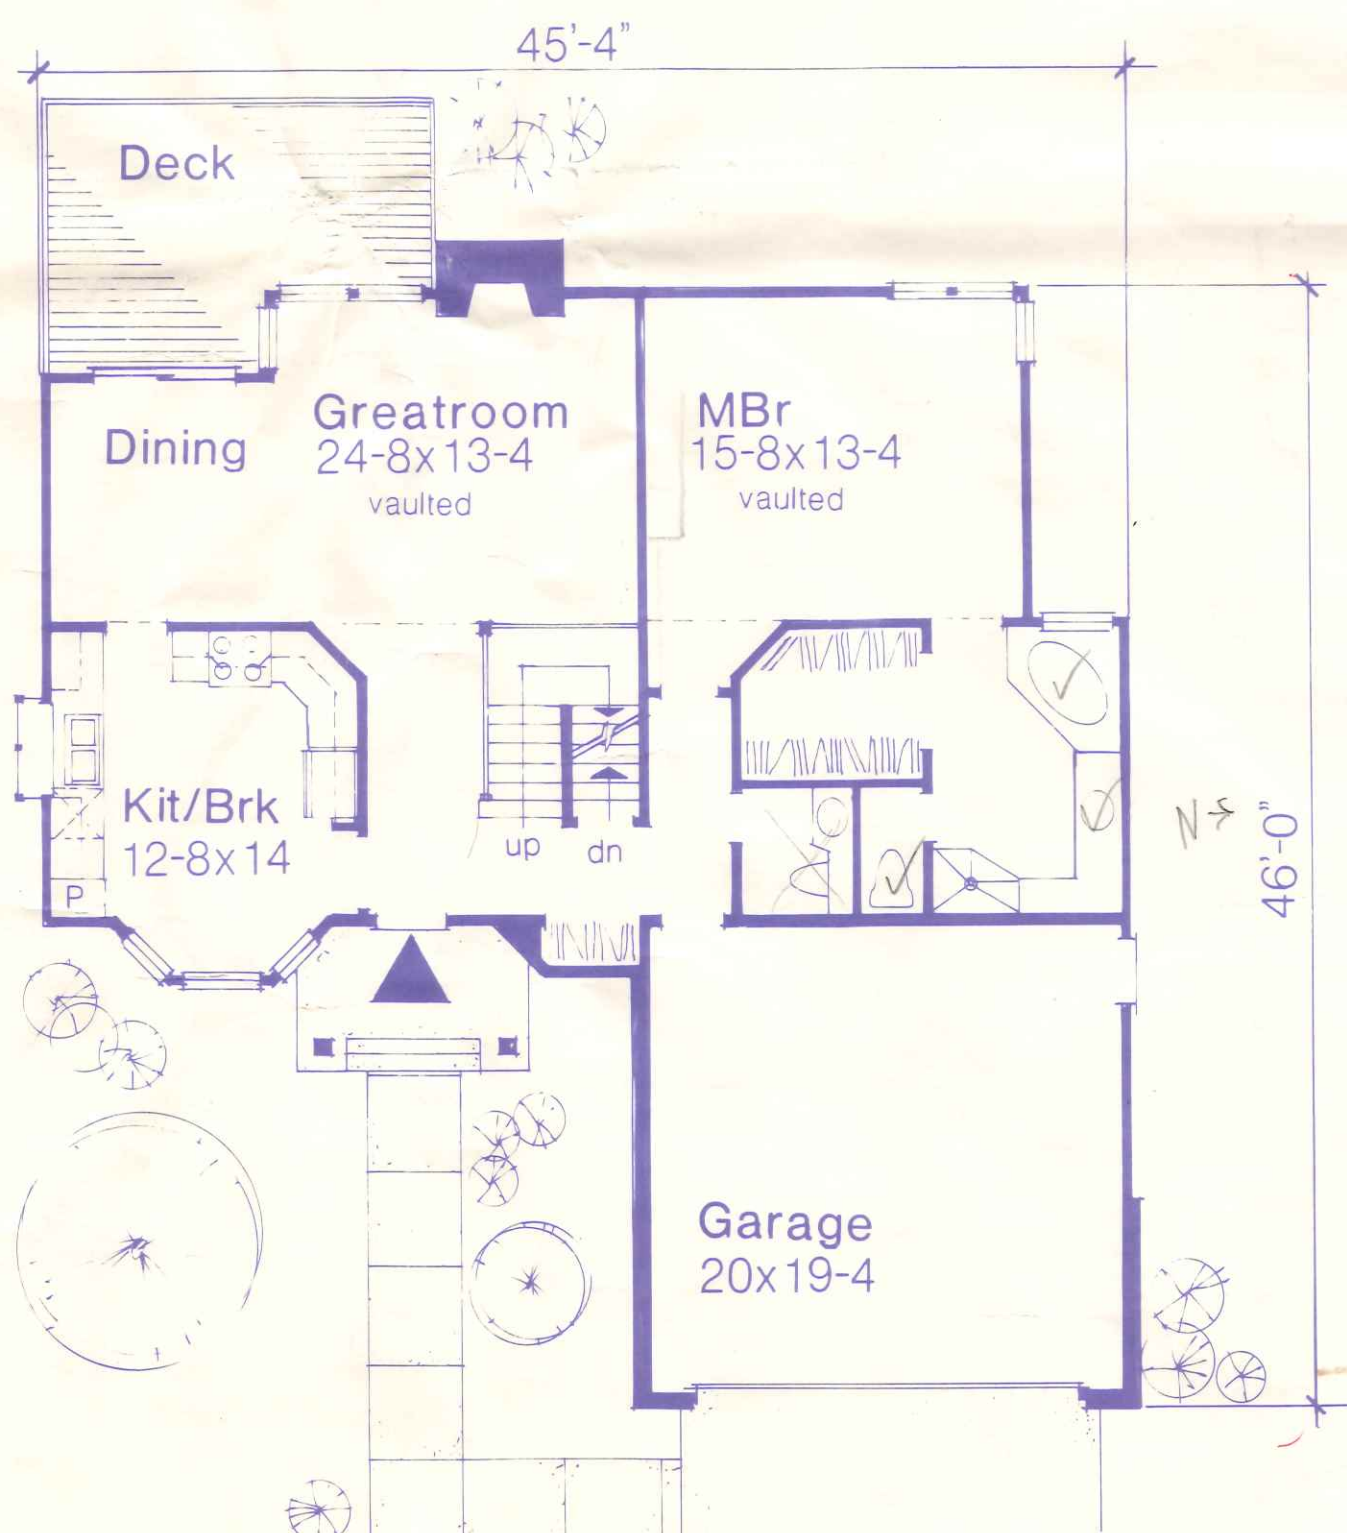 45'-4"
Deck
Greatroom
24-8x13-4
vaulted
Dining
MBr
15-8x13-4
vaulted
Kit/Brk
12-8x14
P
up
dn
46'-0"
Garage
20x19-4